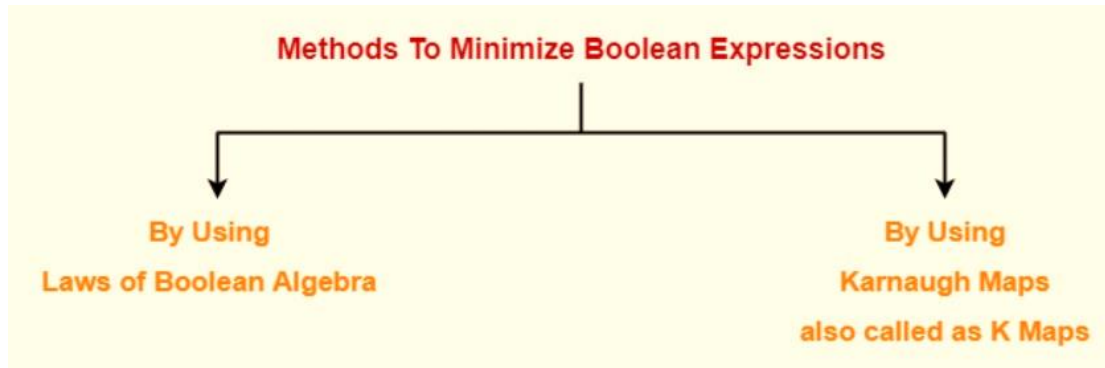 Methods To Minimize Boolean Expressions
By Using
Laws of Boolean Algebra
By Using
Karnaugh Maps
also called as K Maps